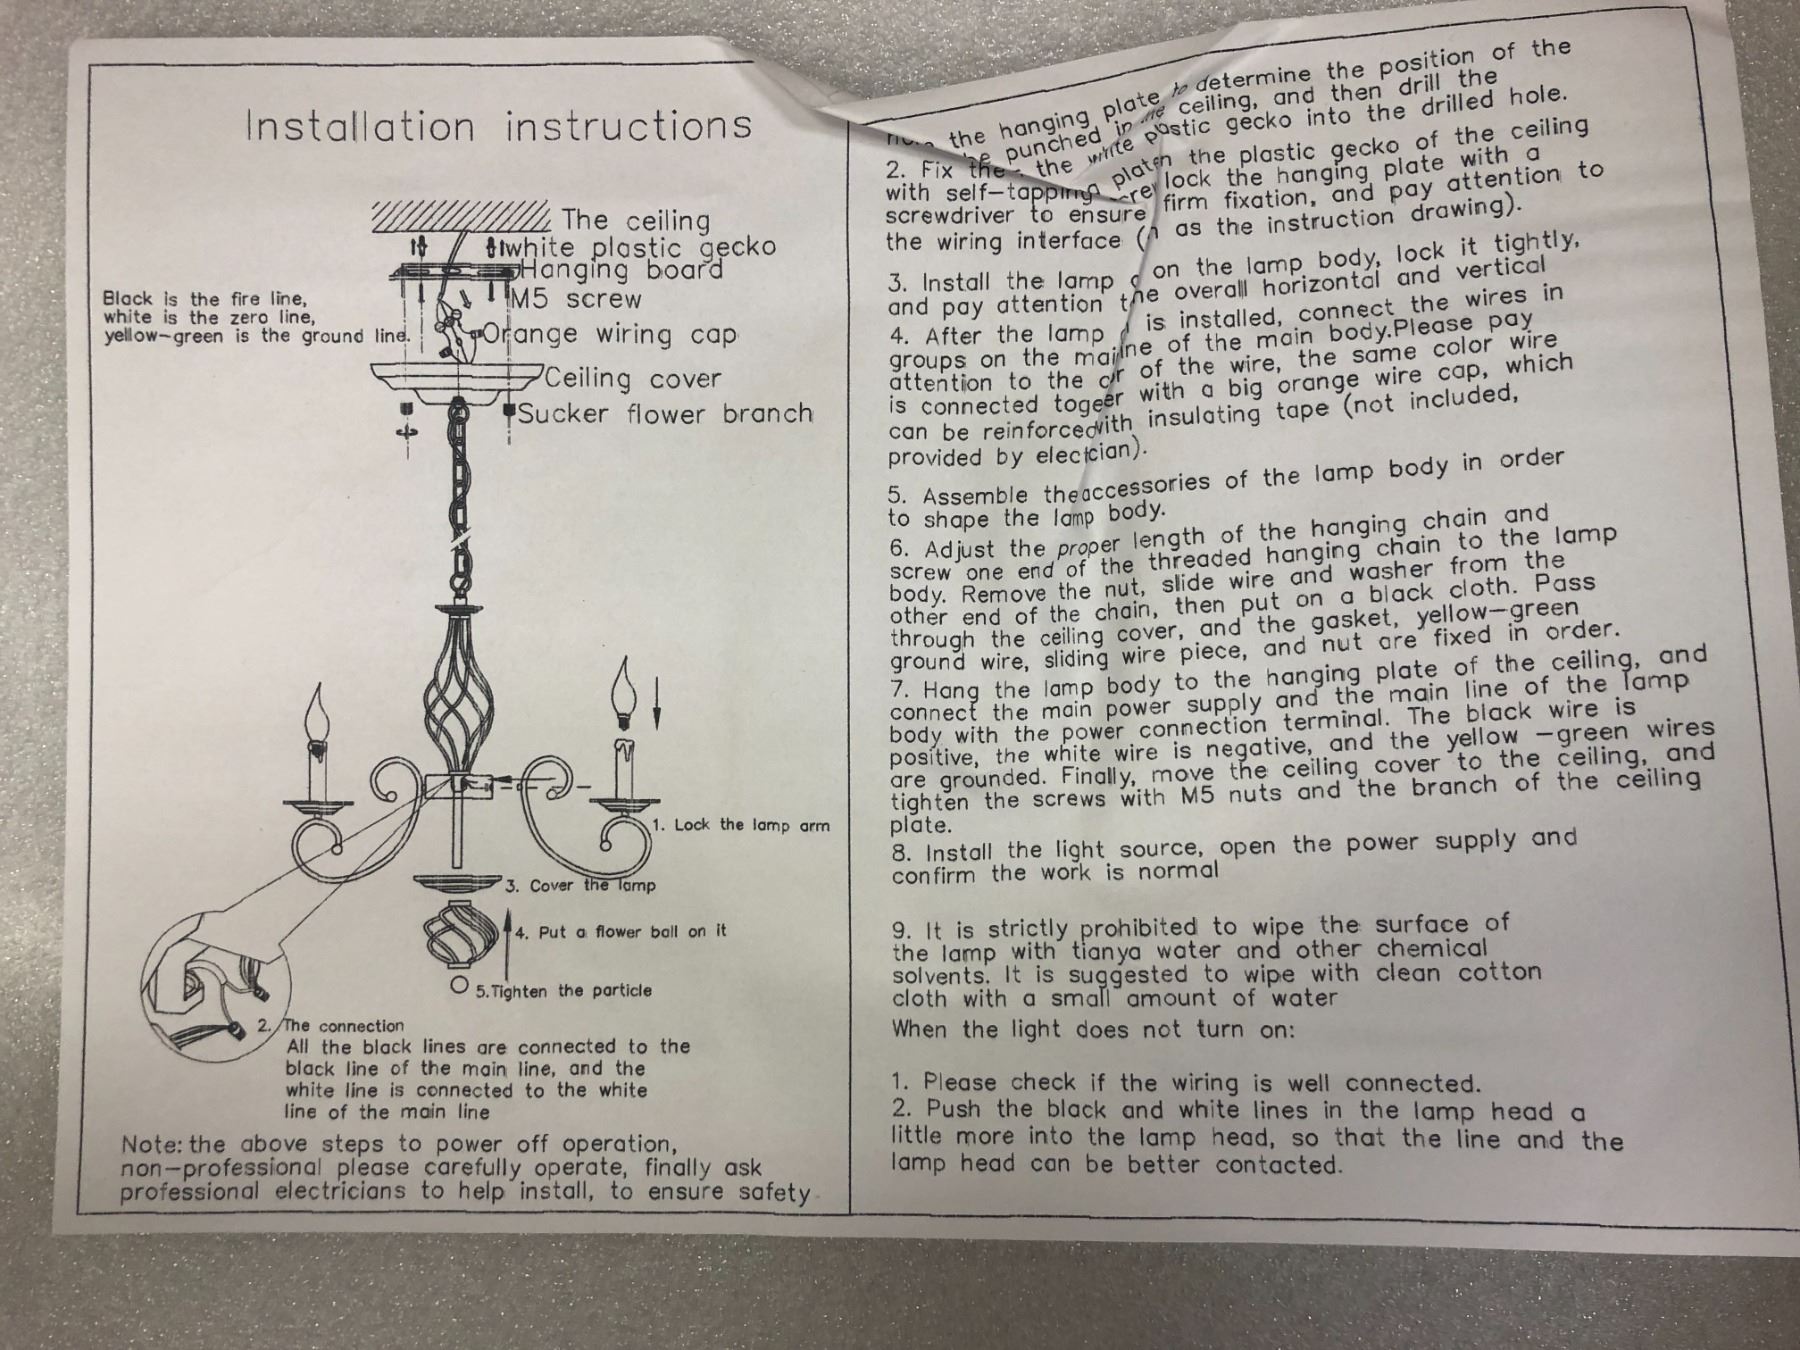 Installation instructions
The ceiling
white plastic gecko
Hanging board
M5 screw
Black is the fire line,
white is the zero line,
yellow-green is the ground line.
Orange wiring cap
Ceiling cover
Sucker flower branch
1. Lock the lamp arm
3. Cover the lamp
4. Put a flower ball on it
5.Tighten the particle
2. The connection
All the black lines are connected to the
black line of the main line, and the
white line is connected to the white
line of the main line
Note: the above steps to power off operation,
non-professional please carefully operate, finally ask
professional electricians to help install, to ensure safety
the hanging plate to determine the position of the
punched in the ceiling, and then drill the
the white plastic gecko into the drilled hole.
2. Fix the plate in the plastic gecko of the ceiling
with self-tapping lock the hanging plate with a
screwdriver to ensure firm fixation, and pay attention to
the wiring interface ( as the instruction drawing).
3. Install the lamp on the lamp body, lock it tightly,
and pay attention the overall horizontal and vertical
4. After the lamp is installed, connect the wires in
groups on the of the main body.Please pay
attention to the of the wire, the same color wire
is connected with a big orange wire cap, which
can be reinforced with insulating tape (not included,
provided by
5. Assemble the accessories of the lamp body in order
to shape the lamp body.
6. Adjust the proper length of the hanging chain and
screw one end of the threaded hanging chain to the lamp
body. Remove the nut, slide wire and washer from the
other end of the chain, then put on a black cloth. Pass
through the ceiling cover, and the gasket, yellow-green
ground wire, sliding wire piece, and nut are fixed in order.
7. Hang the lamp body to the hanging plate of the ceiling, and
connect the main power supply and the main line of the lamp
body with the power connection terminal. The black wire is
positive, the white wire is negative, and the yellow -green wires
are grounded. Finally, move the ceiling cover to the ceiling, and
tighten the screws with M5 nuts and the branch of the ceiling
plate.
8. Install the light source, open the power supply and
confirm the work is normal
9. It is strictly prohibited to wipe the surface of
the lamp with tianya water and other chemical
solvents. It is suggested to wipe with clean cotton
cloth with a small amount of water
When the light does not turn on:
1. Please check if the wiring is well connected.
2. Push the black and white lines in the lamp head a
little more into the lamp head, so that the line and the
lamp head can be better contacted.